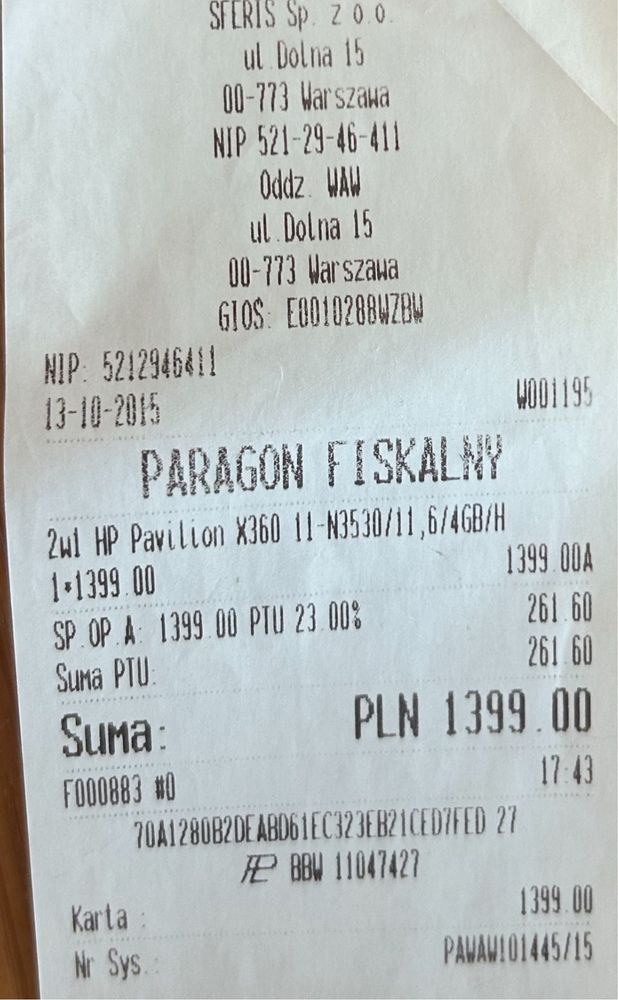 SFERIS Sp. z o.o.
ul.Dolna 15
00-773 Warszawa
NIP 521-29-46-411
Oddz. WAW
ul.Dolna 15
00-773 Warszawa
GIOŚ: E0010288WZBW
NIP: 5212946411
13-10-2015 W001195
PARAGON FISKALNY
2w1 HP Pavilion X360 11-N3530/11,6/4GB/H
1*1399.00 1399.00A
SP.OP.A: 1399.00 PTU 23.00% 261.60
Suma PTU: 261.60
Suma: PLN 1399.00
F000883 #0 17:43
70A1280B2DEABD61EC323EB21CED7FED 27
BBW 11047427
Karta : 1399.00
Nr Sys.: PAWAW101445/15